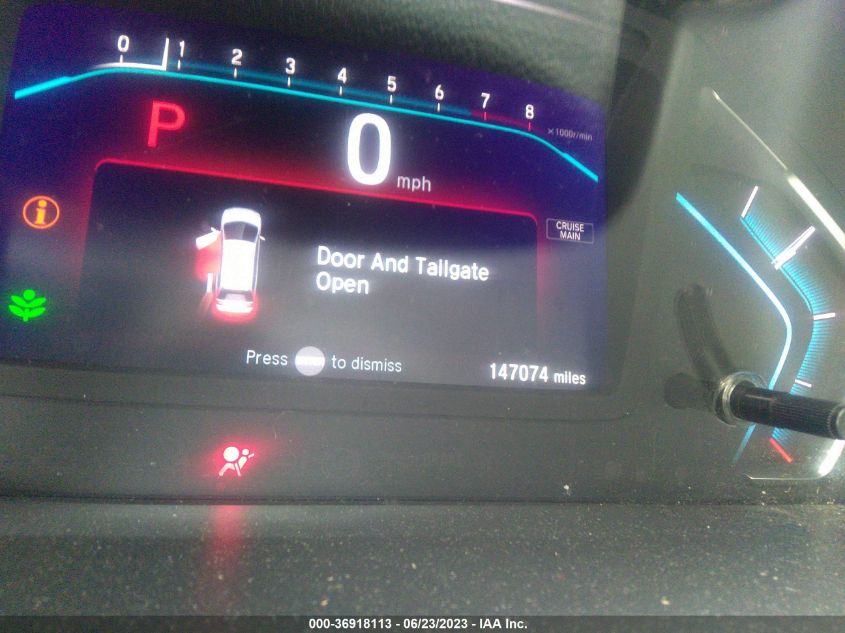 0 1 2 3 4 5 6 7 8
x1000r/min
P
0
mph
CRUISE
MAIN
Door And Tailgate
Open
Press
to dismiss
147074 miles
000-36918113 - 06/23/2023 - IAA Inc.